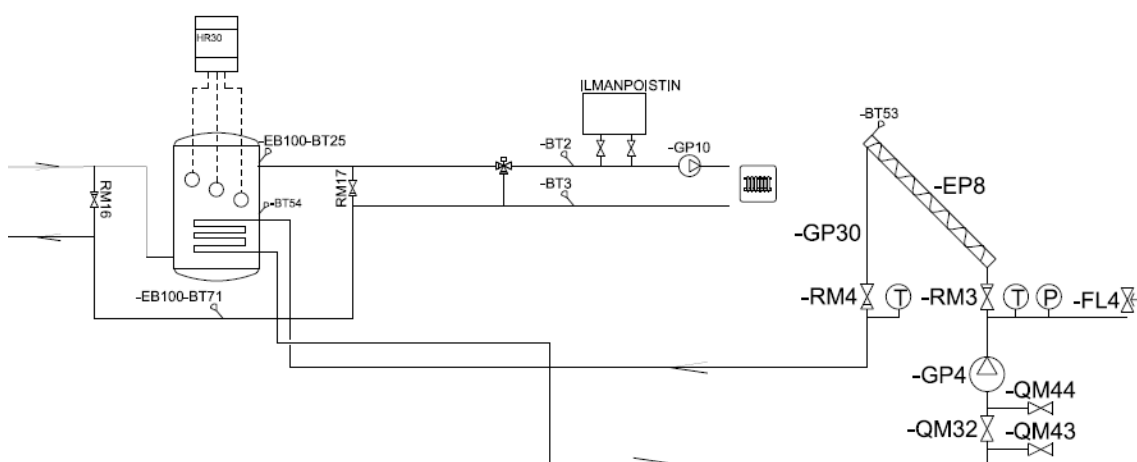 HR30
ILMANPOISTIN
-BT53
-EB100-BT25
-BT2
-GP10
RM16
RM17
-BT3
-EP8
-BT54
-GP30
-EB100-BT71
-RM4
T
-RM3
T
P
-FL4
-GP4
-QM44
-QM32
-QM43